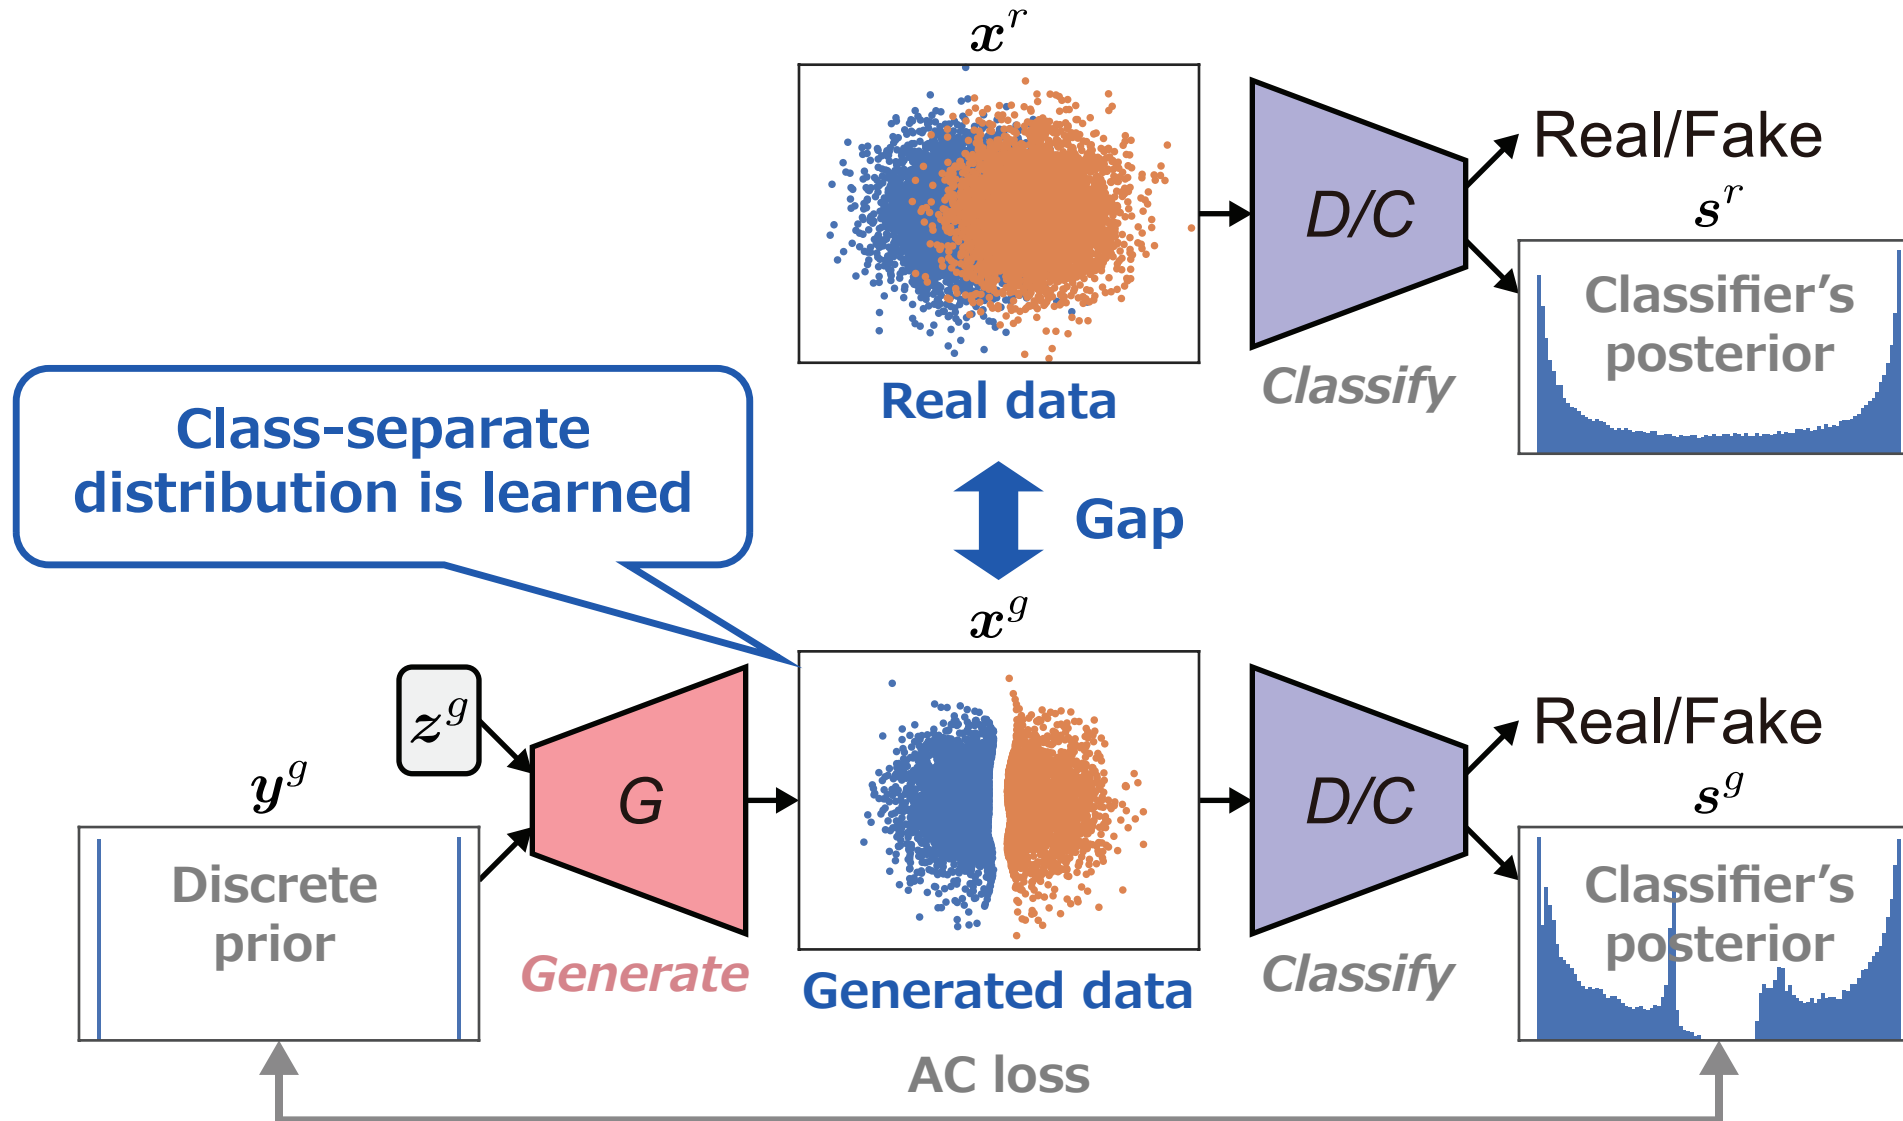 x^r
Real/Fake
D/C
s^r
Classifier's
posterior
Real data
Classify
Class-separate
distribution is learned
Gap
x^g
z^g
Real/Fake
y^g
G
D/C
s^g
Discrete
prior
Classifier's
posterior
Generate
Generated data
Classify
AC loss